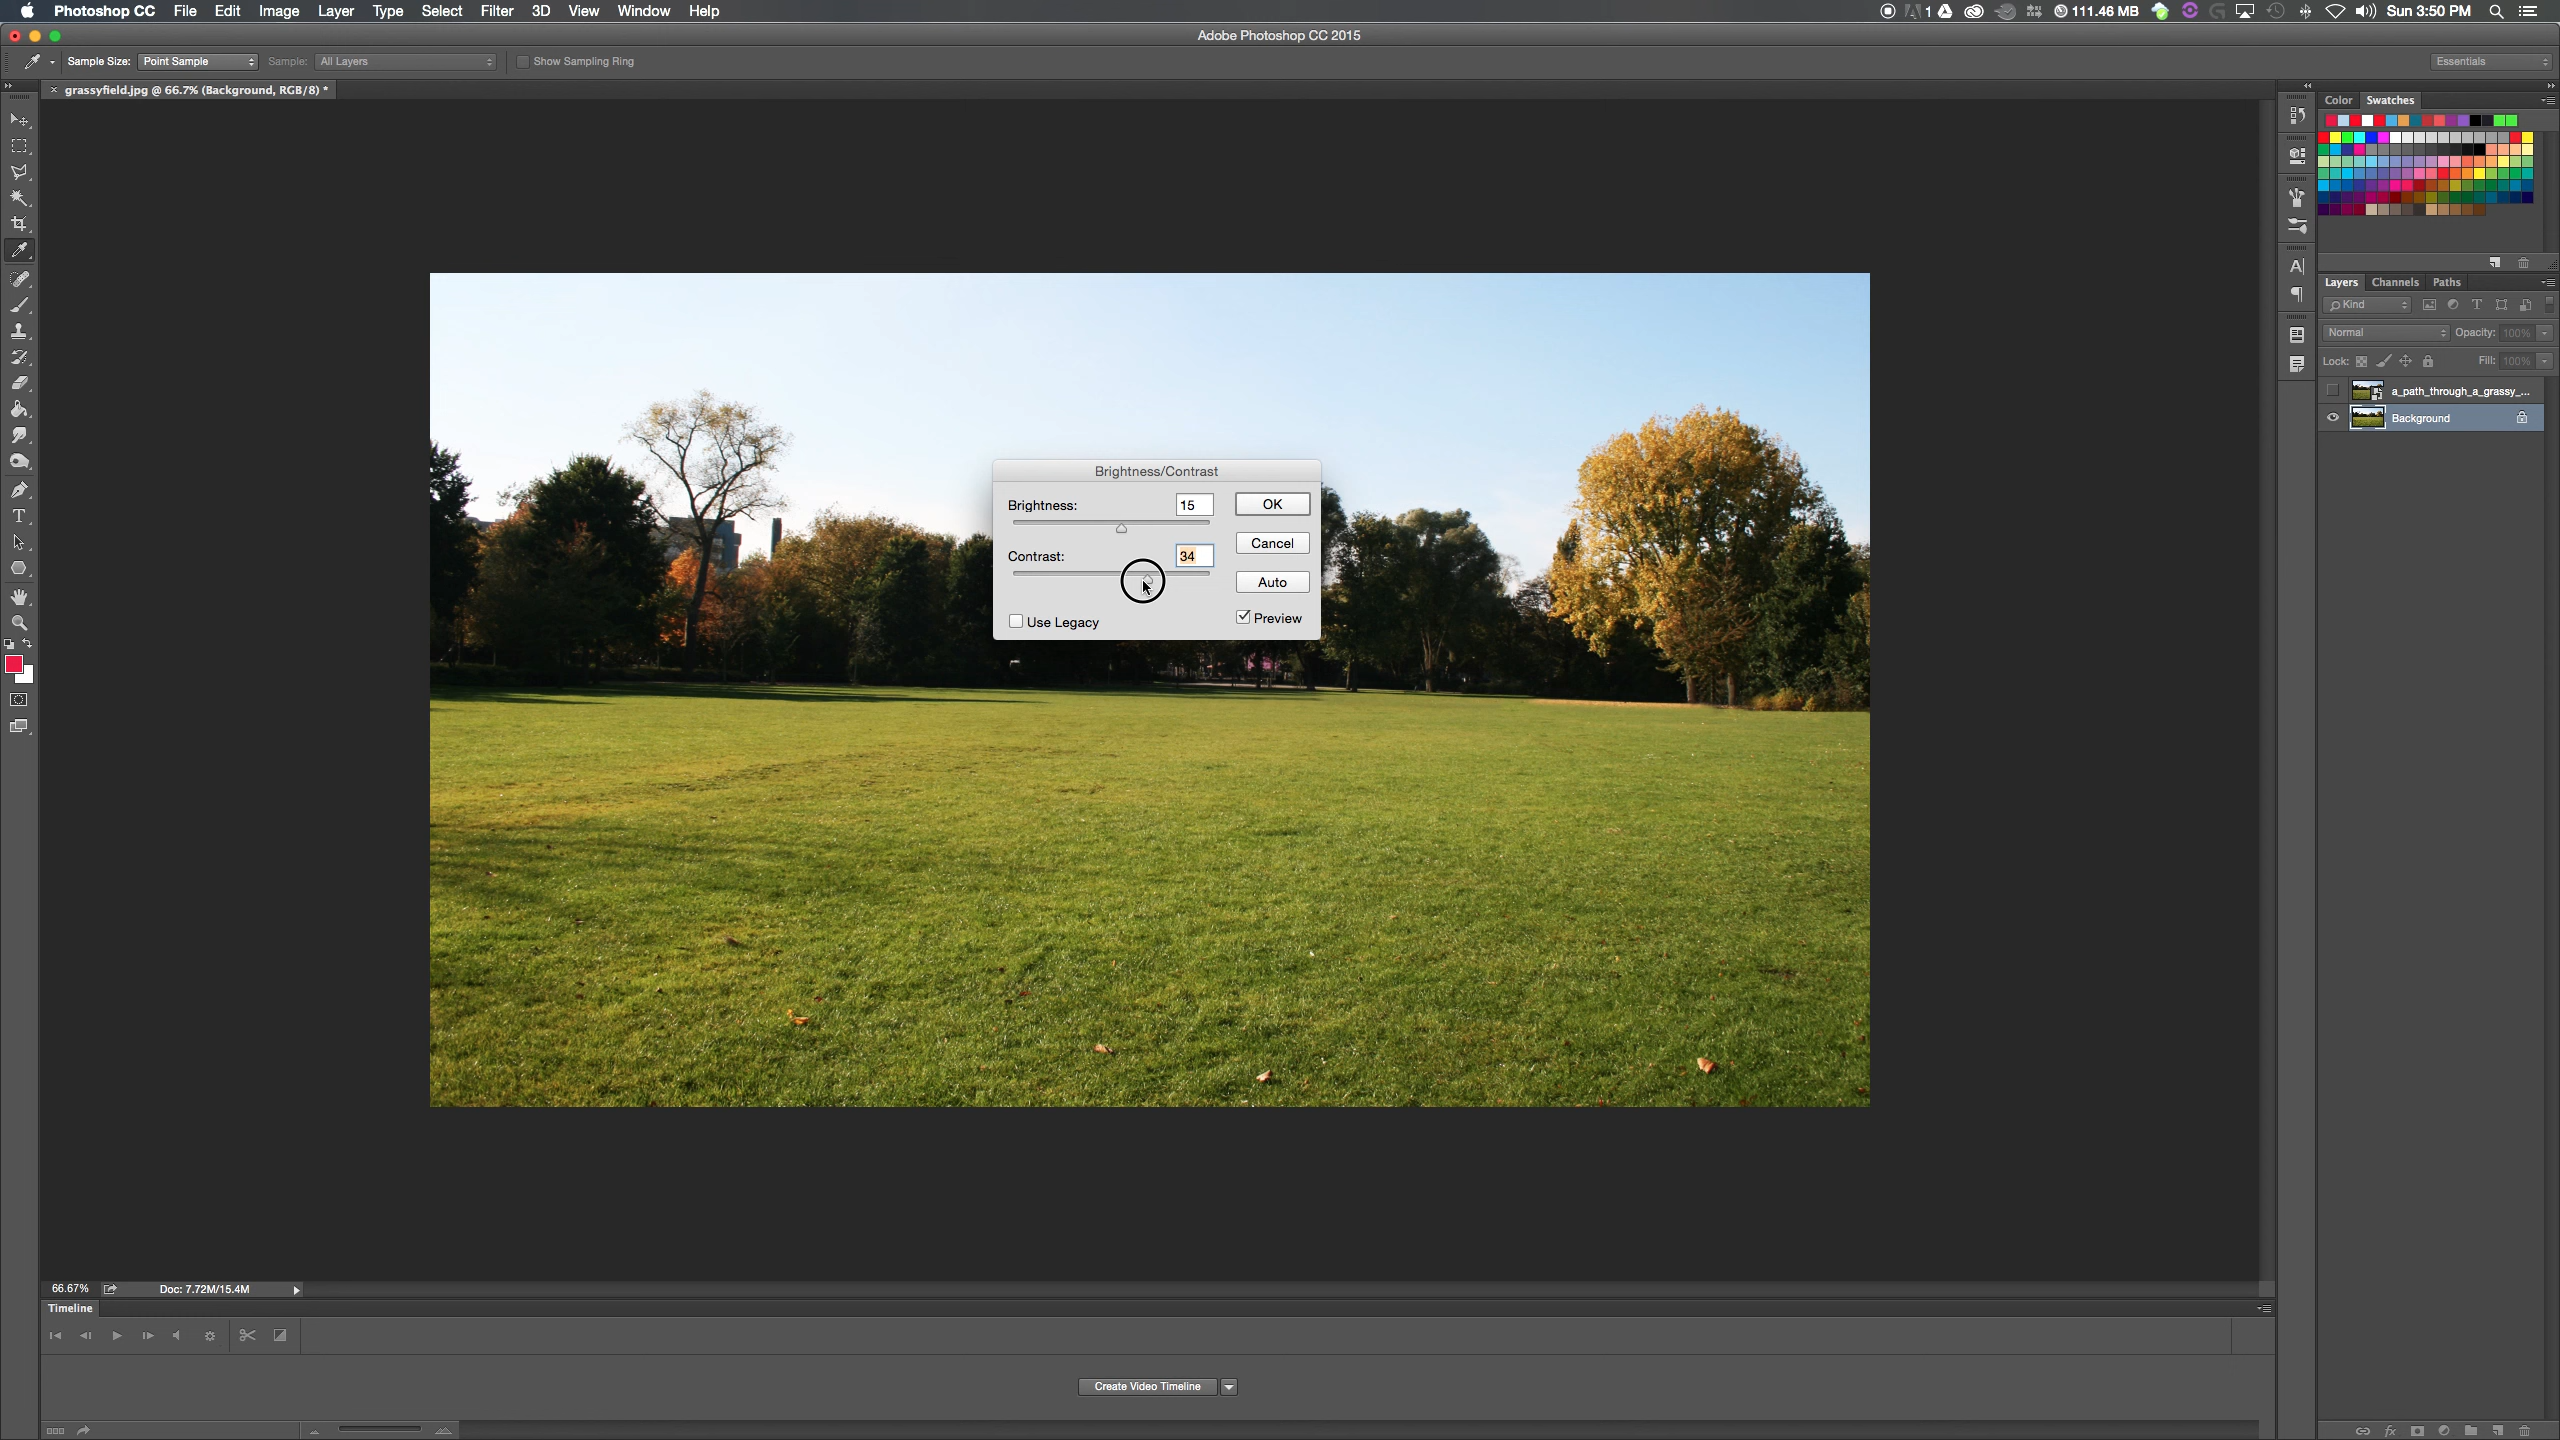 Photoshop CC File Edit Image Layer Type Select Filter 3D View Window Help 1 111.46 MB Sun 3:50 PM
Adobe Photoshop CC 2015
Sample Size: Point Sample Sample: All Layers Show Sampling Ring Essentials
grassyfield.jpg @ 66.7% (Background, RGB/8) *
Color Swatches
Layers Channels Paths
Kind
Normal Opacity: 100%
Lock: Fill: 100%
a_path_through_a_grassy_...
Background
Brightness/Contrast
Brightness: 15 OK
Cancel
Contrast: 34
Auto
Use Legacy Preview
66.67% Doc: 7.72M/15.4M
Timeline
Create Video Timeline